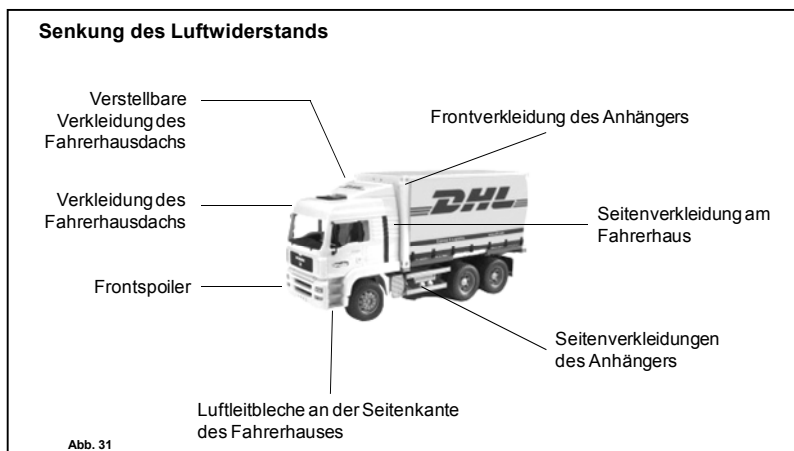 Senkung des Luftwiderstands
Verstellbare
Verkleidung des
Fahrerhausdachs
Frontverkleidung des Anhängers
Verkleidung des
Fahrerhausdachs
DHL
Seitenverkleidung am
Fahrerhaus
Frontspoiler
Seitenverkleidungen
des Anhängers
Luftleitbleche an der Seitenkante
des Fahrerhauses
Abb. 31